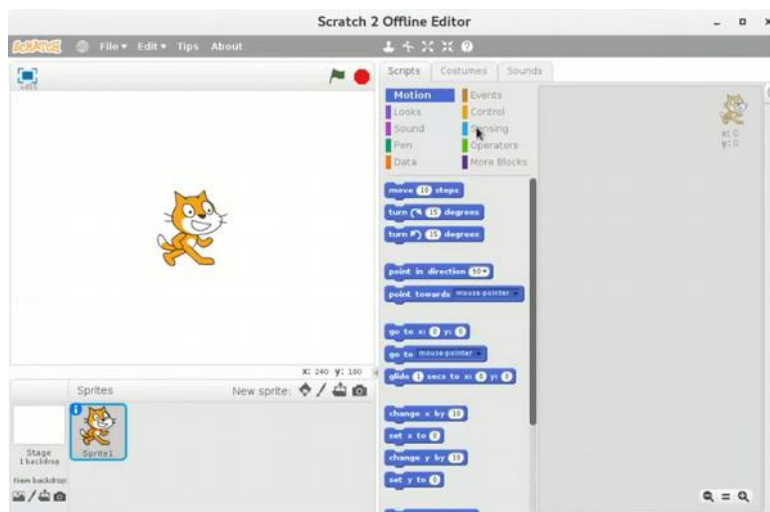 Scratch 2 Offline Editor
SCRATCH File Edit Tips About
Scripts Costumes Sounds
Motion Events
Looks Control
Sound Sensing
Pen Operators
Data More Blocks
x: 0
y: 0
move 10 steps
turn 15 degrees
turn 15 degrees
point in direction 90
point towards mouse-pointer
go to x: 0 y: 0
go to mouse-pointer
glide 1 secs to x: 0 y: 0
change x by 10
set x to 0
change y by 10
set y to 0
x: 240 y: 180
Sprites New sprite:
Stage
1 backdrop
Sprite1
New backdrop